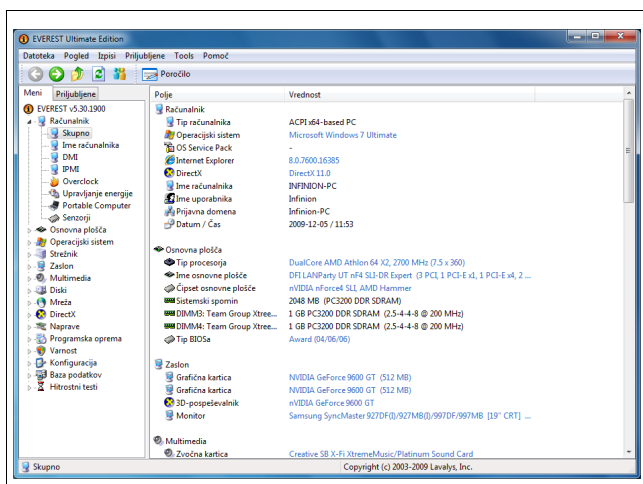 EVEREST Ultimate Edition
Datoteka Pogled Izpisi Priljubljene Tools Pomoč
Poročilo
Meni Priljubljene
Polje Vrednost
EVEREST v5.30.1900
Računalnik
Skupno
Ime računalnika
DMI
IPMI
Overclock
Upravljanje energije
Portable Computer
Senzorji
Osnovna plošča
Operacijski sistem
Strežnik
Zaslon
Multimedia
Diski
Mreža
DirectX
Naprave
Programska oprema
Varnost
Konfiguracija
Baza podatkov
Hitrostni testi
Računalnik
Tip računalnika ACPI x64-based PC
Operacijski sistem Microsoft Windows 7 Ultimate
OS Service Pack -
Internet Explorer 8.0.7600.16385
DirectX DirectX 11.0
Ime računalnika INFINION-PC
Ime uporabnika Infinion
Prijavna domena Infinion-PC
Datum / Čas 2009-12-05 / 11:53
Osnovna plošča
Tip procesorja DualCore AMD Athlon 64 X2, 2700 MHz (7.5 x 360)
Ime osnovne plošče DFI LANParty UT nF4 SLI-DR Expert (3 PCI, 1 PCI-E x1, 1 PCI-E x4, 2 ...
Čipset osnovne plošče nVIDIA nForce4 SLI, AMD Hammer
Sistemski spomin 2048 MB (PC3200 DDR SDRAM)
DIMM3: Team Group Xtree... 1 GB PC3200 DDR SDRAM (2.5-4-4-8 @ 200 MHz)
DIMM4: Team Group Xtree... 1 GB PC3200 DDR SDRAM (2.5-4-4-8 @ 200 MHz)
Tip BIOSa Award (04/06/06)
Zaslon
Grafična kartica NVIDIA GeForce 9600 GT (512 MB)
Grafična kartica NVIDIA GeForce 9600 GT (512 MB)
3D-pospeševalnik nVIDIA GeForce 9600 GT
Monitor Samsung SyncMaster 927DF(I)/927MB(I)/997DF/997MB [19" CRT] ...
Multimedia
Zvočna kartica Creative SB X-Fi XtremeMusic/Platinum Sound Card
Skupno Copyright (c) 2003-2009 Lavalys, Inc.